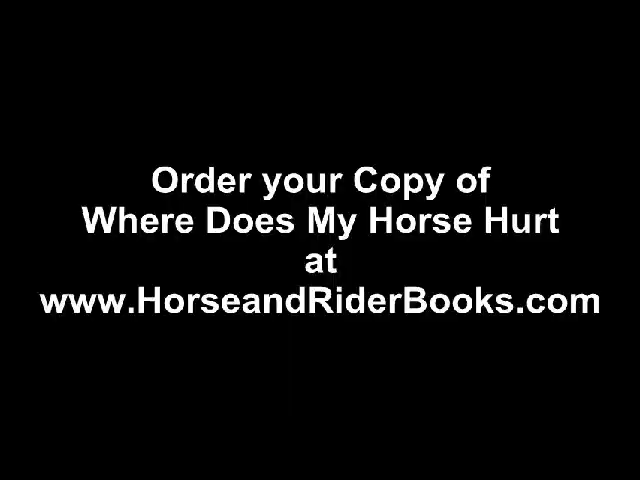 Order your Copy of
Where Does My Horse Hurt
at
www.HorseandRiderBooks.com